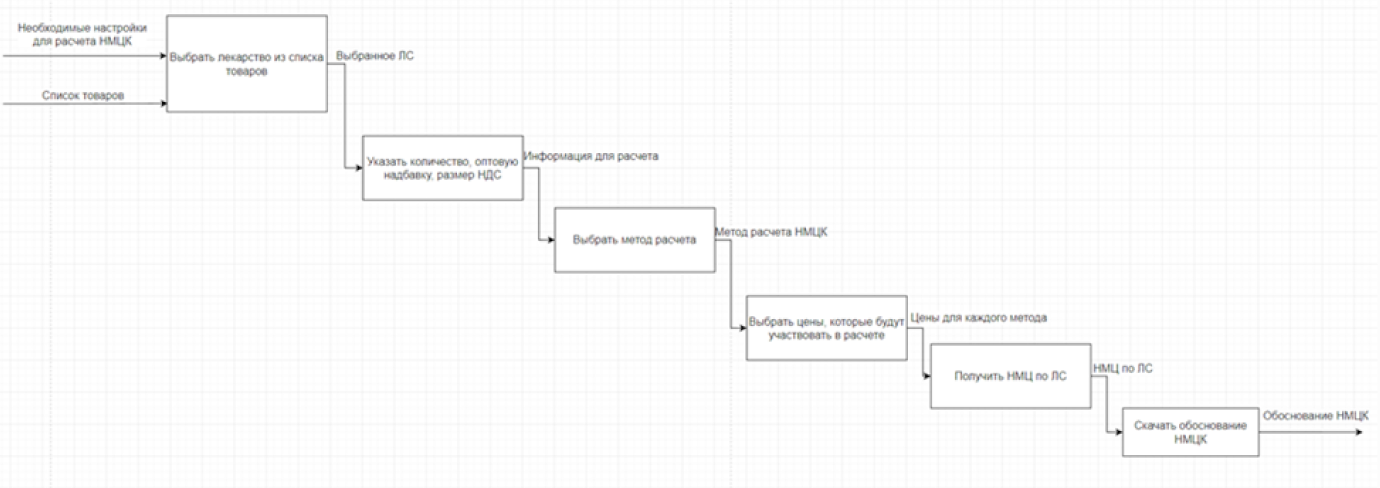 Необходимые настройки
для расчета НМЦК
Выбрать лекарство из списка
товаров
Выбранное ЛС
Список товаров
Указать количество, оптовую
надбавку, размер НДС
Информация для расчета
Выбрать метод расчета
Метод расчета НМЦК
Выбрать цены, которые будут
участвовать в расчете
Цены для каждого метода
Получить НМЦ по ЛС
НМЦ по ЛС
Скачать обоснование
НМЦК
Обоснование НМЦК